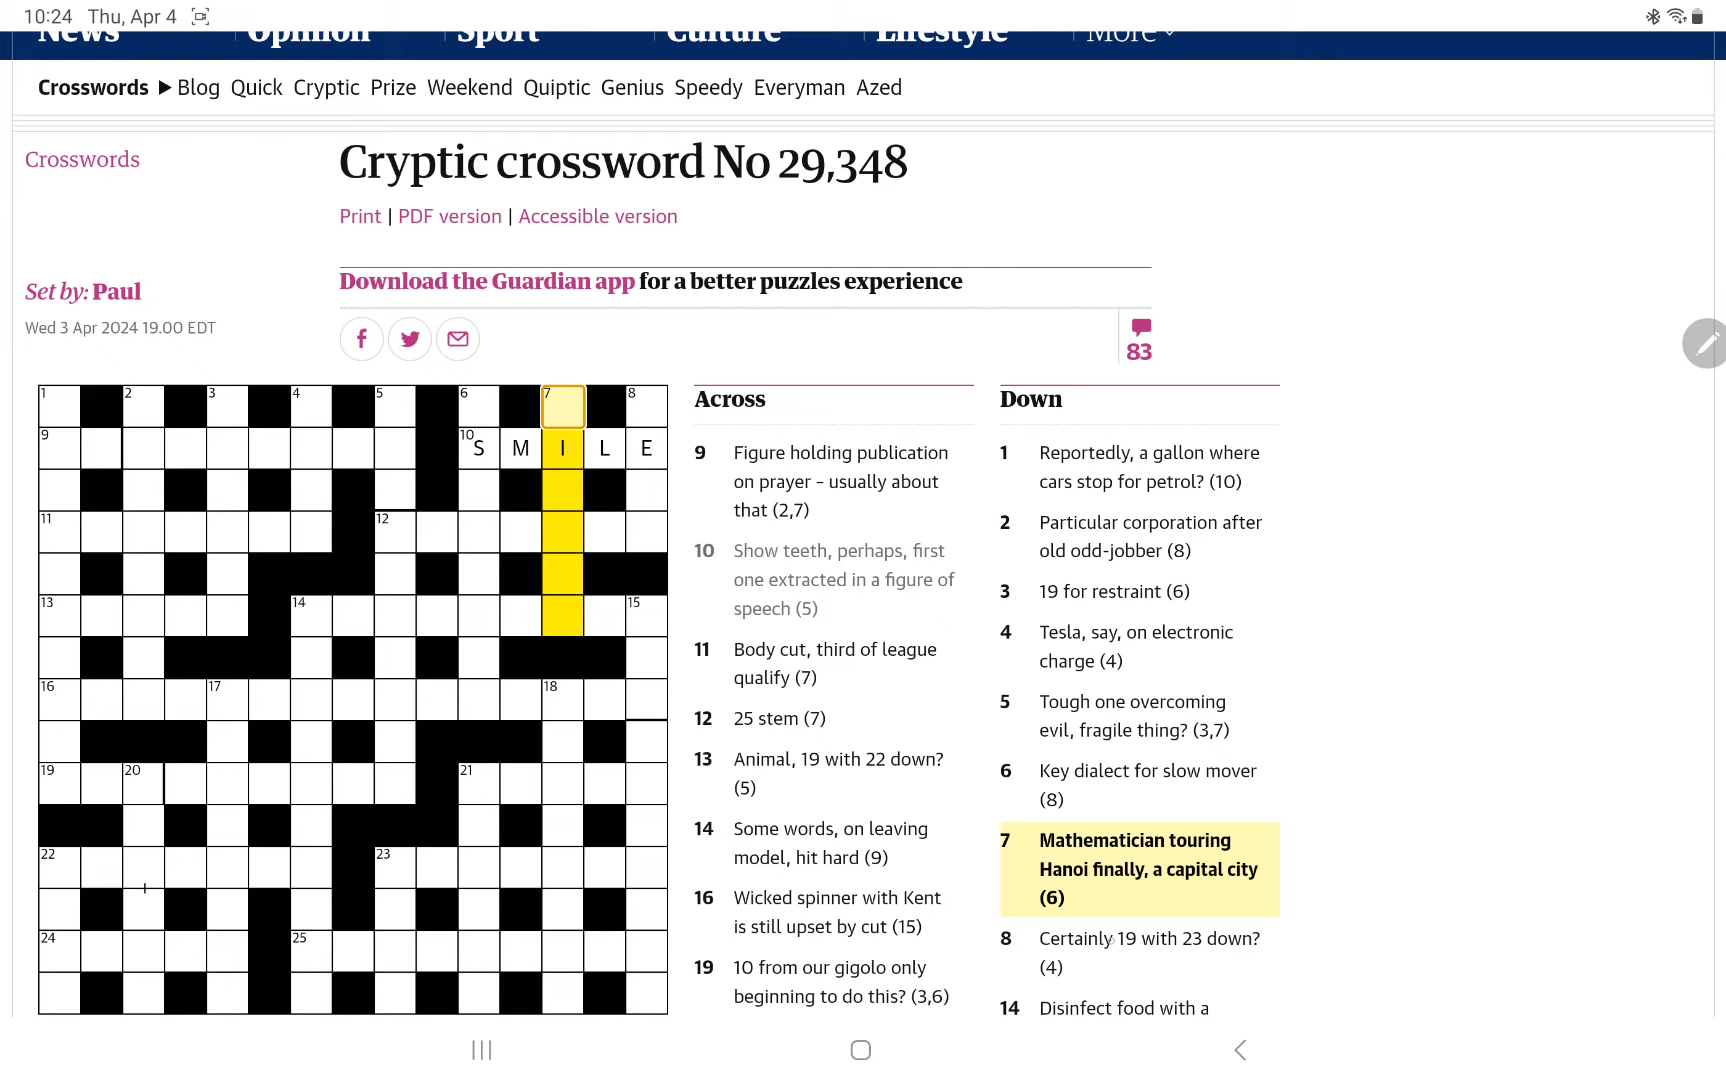 10:24 Thu, Apr 4
News Opinion Sport Culture Lifestyle More
Crosswords Blog Quick Cryptic Prize Weekend Quiptic Genius Speedy Everyman Azed
Crosswords
Cryptic crossword No 29,348
Print | PDF version | Accessible version
Set by: Paul
Wed 3 Apr 2024 19.00 EDT
Download the Guardian app for a better puzzles experience
83
1 2 3 4 5 6 7 8
9 10 S M I L E
11 12
13 14 15
16 17 18
19 20 21
22 23
24 25
Across
9 Figure holding publication
on prayer – usually about
that (2,7)
10 Show teeth, perhaps, first
one extracted in a figure of
speech (5)
11 Body cut, third of league
qualify (7)
12 25 stem (7)
13 Animal, 19 with 22 down?
(5)
14 Some words, on leaving
model, hit hard (9)
16 Wicked spinner with Kent
is still upset by cut (15)
19 10 from our gigolo only
beginning to do this? (3,6)
Down
1 Reportedly, a gallon where
cars stop for petrol? (10)
2 Particular corporation after
old odd-jobber (8)
3 19 for restraint (6)
4 Tesla, say, on electronic
charge (4)
5 Tough one overcoming
evil, fragile thing? (3,7)
6 Key dialect for slow mover
(8)
7 Mathematician touring
Hanoi finally, a capital city
(6)
8 Certainly 19 with 23 down?
(4)
14 Disinfect food with a